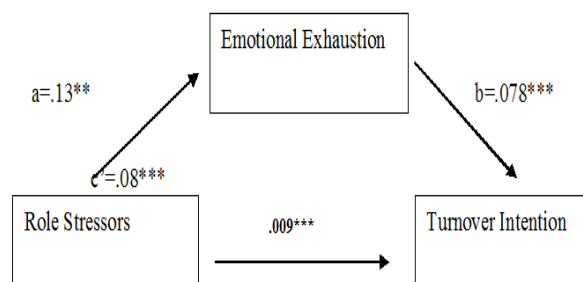 Emotional Exhaustion
a=.13**
b=.078***
c'=.08***
Role Stressors
.009***
Turnover Intention